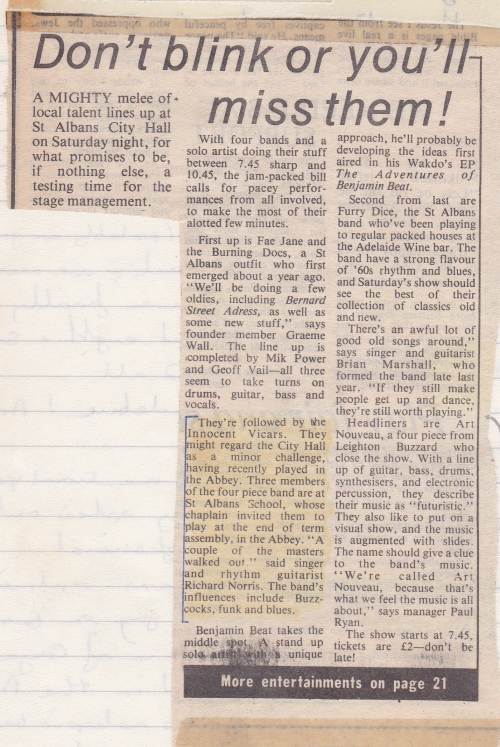 Don't blink or you'll
miss them!
A MIGHTY melee of
local talent lines up at
St Albans City Hall
on Saturday night, for
what promises to be,
if nothing else, a
testing time for the
stage management.
With four bands and a
solo artist doing their stuff
between 7.45 sharp and
10.45, the jam-packed bill
calls for pacey perfor-
mances from all involved,
to make the most of their
alotted few minutes.
First up is Fae Jane and
the Burning Docs, a St
Albans outfit who first
emerged about a year ago.
“We'll be doing a few
oldies, including Bernard
Street Adress, as well as
some new stuff,” says
founder member Graeme
Wall. The line up is
completed by Mik Power
and Geoff Vail—all three
seem to take turns on
drums, guitar, bass and
vocals.
They're followed by the
Innocent Vicars. They
might regard the City Hall
as a minor challenge,
having recently played in
the Abbey. Three members
of the four piece band are at
St Albans School, whose
chaplain invited them to
play at the end of term
assembly, in the Abbey. “A
couple of the masters
walked out” said singer
and rhythm guitarist
Richard Norris. The band's
influences include Buzz-
cocks, funk and blues.
Benjamin Beat takes the
middle spot. A stand up
solo artist with a unique
approach, he'll probably be
developing the ideas first
aired in his Wakdo's EP
The Adventures of
Benjamin Beat.
Second from last are
Furry Dice, the St Albans
band who've been playing
to regular packed houses at
the Adelaide Wine bar. The
band have a strong flavour
of '60s rhythm and blues,
and Saturday's show should
see the best of their
collection of classics old
and new.
There's an awful lot of
good old songs around,”
says singer and guitarist
Brian Marshall, who
formed the band late last
year. “If they still make
people get up and dance,
they're still worth playing.”
Headliners are Art
Nouveau, a four piece from
Leighton Buzzard who
close the show. With a line
up of guitar, bass, drums,
synthesisers, and electronic
percussion, they describe
their music as “futuristic.”
They also like to put on a
visual show, and the music
is augmented with slides.
The name should give a clue
to the band's music.
“We're called Art
Nouveau, because that's
what we feel the music is all
about,” says manager Paul
Ryan.
The show starts at 7.45,
tickets are £2—don't be
late!
More entertainments on page 21